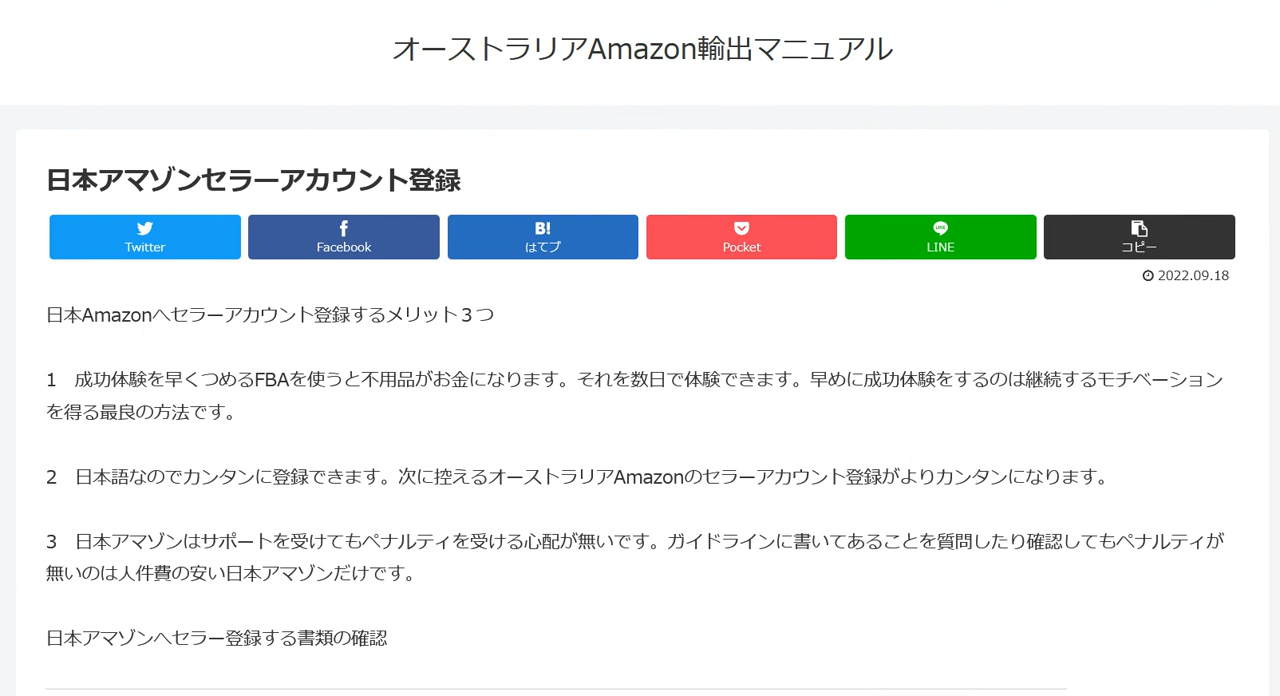 オーストラリアAmazon輸出マニュアル
日本アマゾンセラーアカウント登録
Twitter
Facebook
B!
はてブ
Pocket
LINE
LINE
コピー
2022.09.18
日本Amazonへセラーアカウント登録するメリット３つ
1　成功体験を早くつめるFBAを使うと不用品がお金になります。それを数日で体験できます。早めに成功体験をするのは継続するモチベーション
を得る最良の方法です。
2　日本語なのでカンタンに登録できます。次に控えるオーストラリアAmazonのセラーアカウント登録がよりカンタンになります。
3　日本アマゾンはサポートを受けてもペナルティを受ける心配が無いです。ガイドラインに書いてあることを質問したり確認してもペナルティが
無いのは人件費の安い日本アマゾンだけです。
日本アマゾンへセラー登録する書類の確認